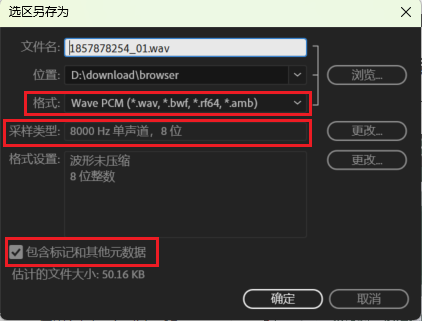 选区另存为
文件名: 1857878254_01.wav
位置: D:\download\browser 浏览...
格式: Wave PCM (*.wav, *.bwf, *.rf64, *.amb)
采样类型: 8000 Hz 单声道，8 位 更改...
格式设置: 波形未压缩 更改...
8 位整数
包含标记和其他元数据
估计的文件大小: 50.16 KB
确定 取消